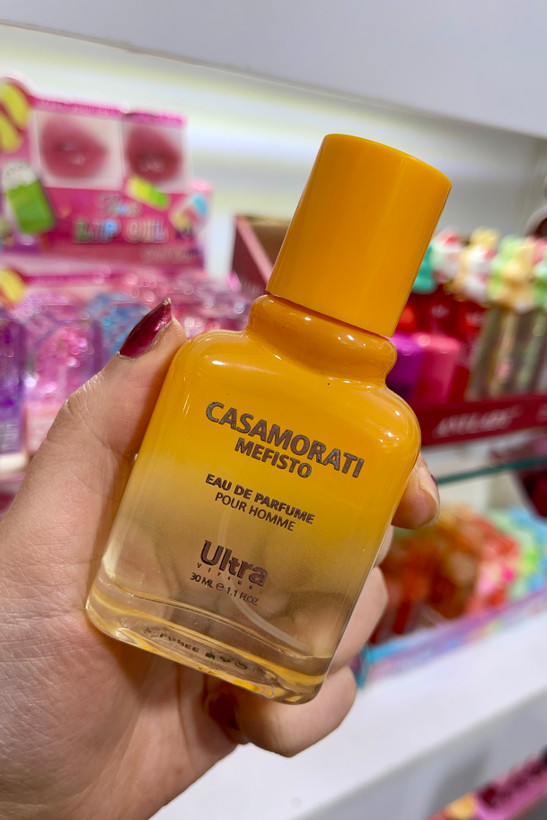 LIP OIL
CASAMORATI
MEFISTO
EAU DE PARFUME
POUR HOMME
Ultra
30 ML e 1.1 Fl OZ